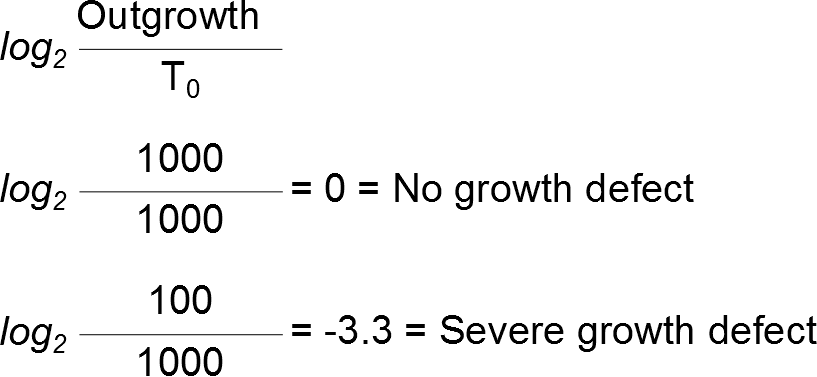 log₂ Outgrowth / T₀
log₂ 1000 / 1000 = 0 = No growth defect
log₂ 100 / 1000 = -3.3 = Severe growth defect